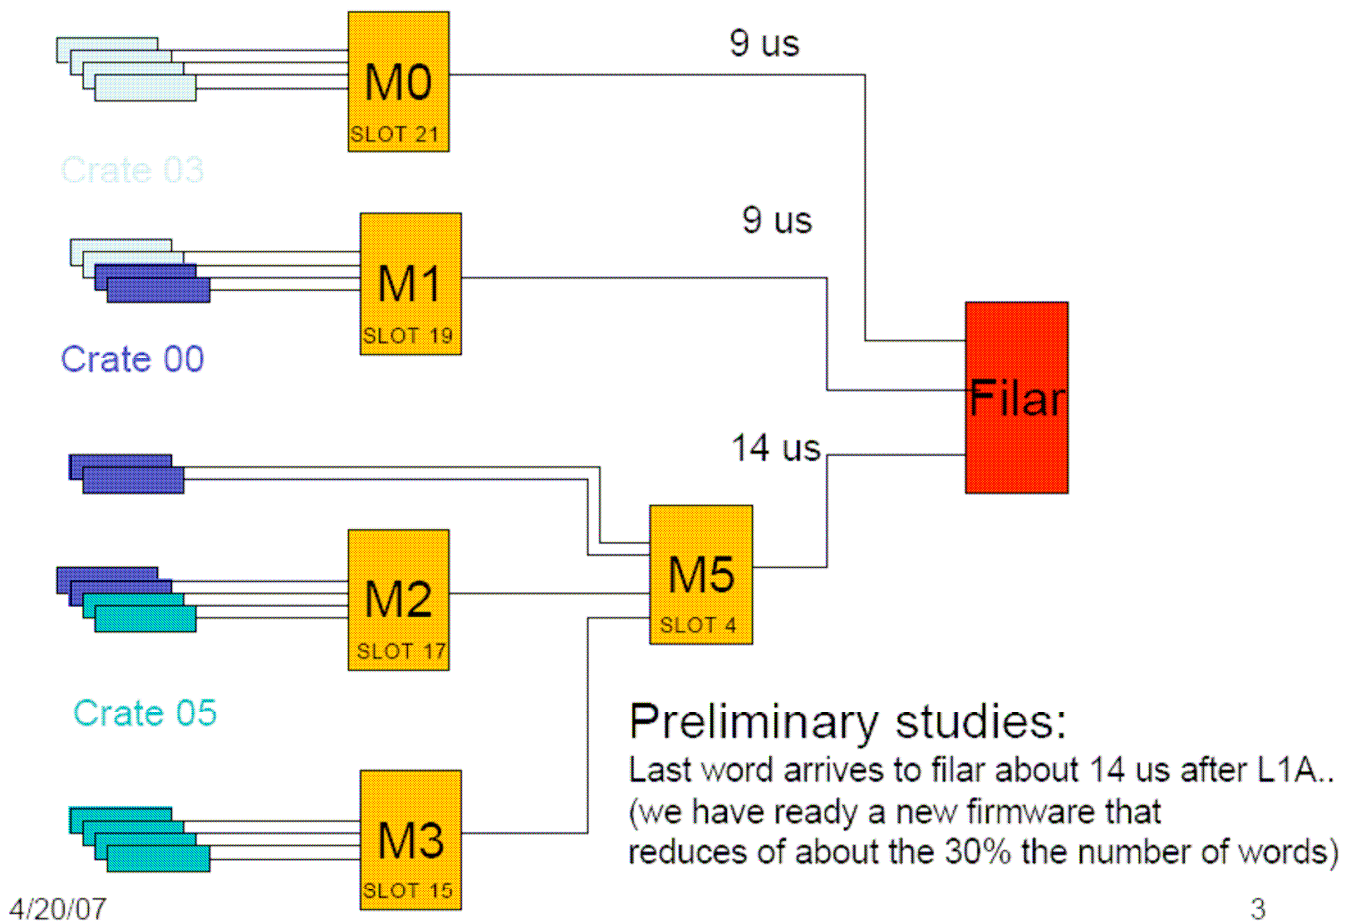 9 us
M0
SLOT 21
Crate 03
9 us
M1
SLOT 19
Crate 00
Filar
14 us
M5
SLOT 4
M2
SLOT 17
Crate 05
Preliminary studies:
Last word arrives to filar about 14 us after L1A..
(we have ready a new firmware that
reduces of about the 30% the number of words)
M3
SLOT 15
4/20/07
3